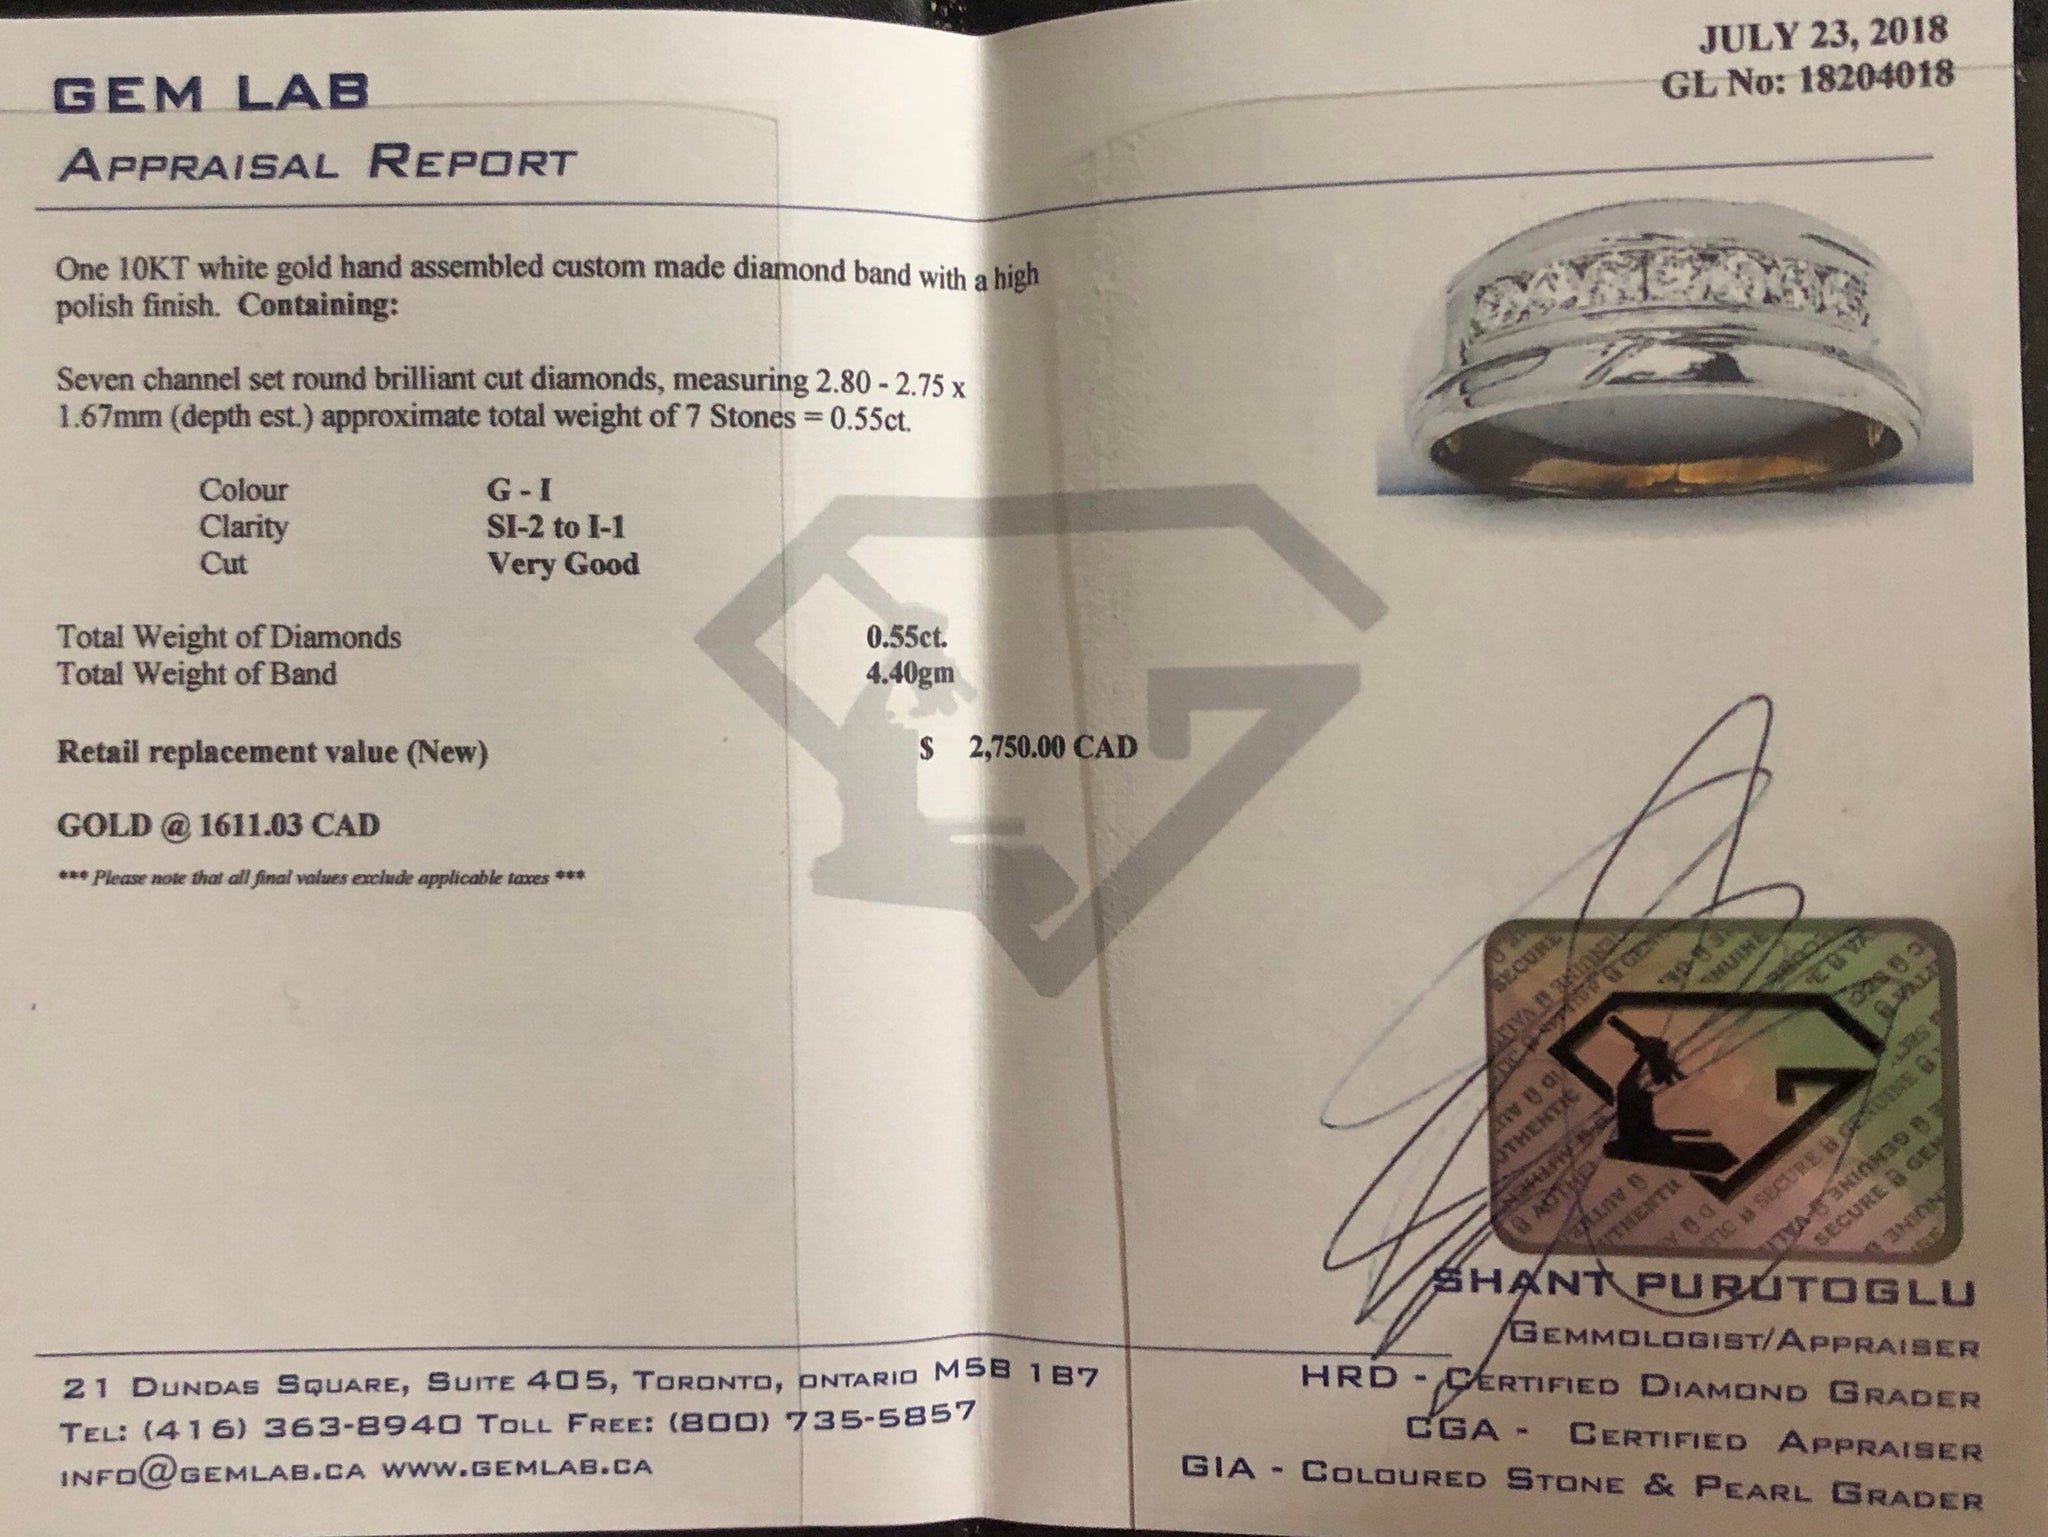 JULY 23, 2018
GL No: 18204018
GEM LAB
APPRAISAL REPORT
One 10KT white gold hand assembled custom made diamond band with a high
polish finish. Containing:
Seven channel set round brilliant cut diamonds, measuring 2.80 - 2.75 x
1.67mm (depth est.) approximate total weight of 7 Stones = 0.55ct.
Colour G - I
Clarity SI-2 to I-1
Cut Very Good
Total Weight of Diamonds 0.55ct.
Total Weight of Band 4.40gm
Retail replacement value (New) $ 2,750.00 CAD
GOLD @ 1611.03 CAD
*** Please note that all final values exclude applicable taxes ***
SHANT PURUTOGLU
GEMMOLOGIST/APPRAISER
HRD - CERTIFIED DIAMOND GRADER
CGA - CERTIFIED APPRAISER
GIA - COLOURED STONE & PEARL GRADER
21 DUNDAS SQUARE, SUITE 405, TORONTO, ONTARIO M5B 1B7
TEL: (416) 363-8940 TOLL FREE: (800) 735-5857
INFO@GEMLAB.CA WWW.GEMLAB.CA